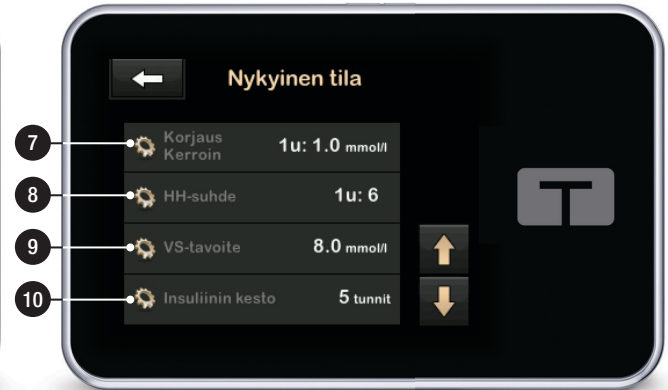 Nykyinen tila
7 Korjaus Kerroin 1u: 1.0 mmol/l
8 HH-suhde 1u: 6
9 VS-tavoite 8.0 mmol/l
10 Insuliinin kesto 5 tunnit